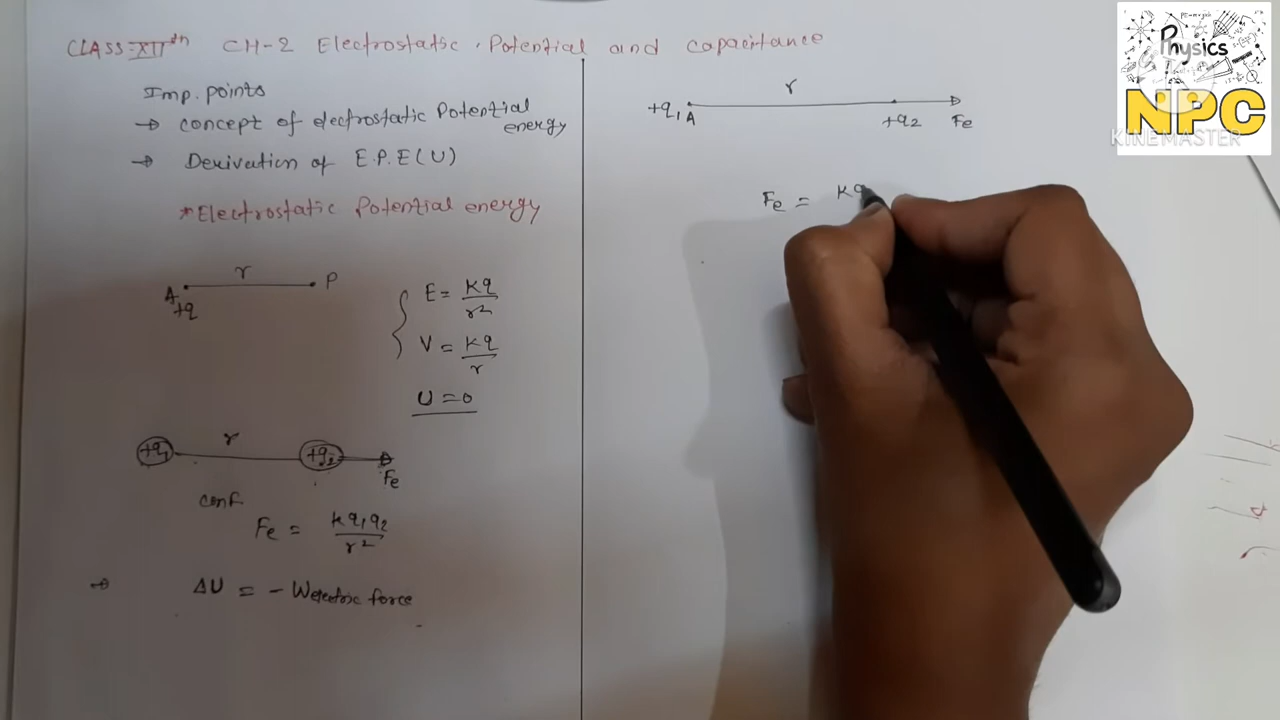 CLASS-XIIth CH-2 Electrostatic Potential and capacitance
Imp. points
→ concept of electrostatic Potential energy
→ Derivation of E.P.E(U)
*Electrostatic Potential energy
r
A P
+q
E = Kq/r²
V = Kq/r
U = 0
r
+q₁ +q₂
Fe
conf
Fe = kq₁q₂/r²
→ ΔU = - Welectric force
r
+q₁ A +q₂ Fe
Fe = Kq
Physics
NPC
KINEMASTER